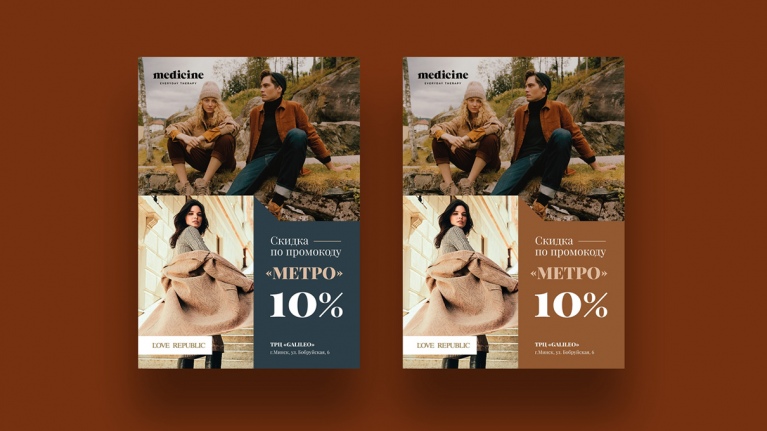 medicine
EVERYDAY THERAPY
Скидка
по промокоду
«МЕТРО»
10%
LOVE REPUBLIC
ТРЦ «GALILEO»
г.Минск, ул. Бобруйская, 6
medicine
EVERYDAY THERAPY
Скидка
по промокоду
«МЕТРО»
10%
LOVE REPUBLIC
ТРЦ «GALILEO»
г.Минск, ул. Бобруйская, 6